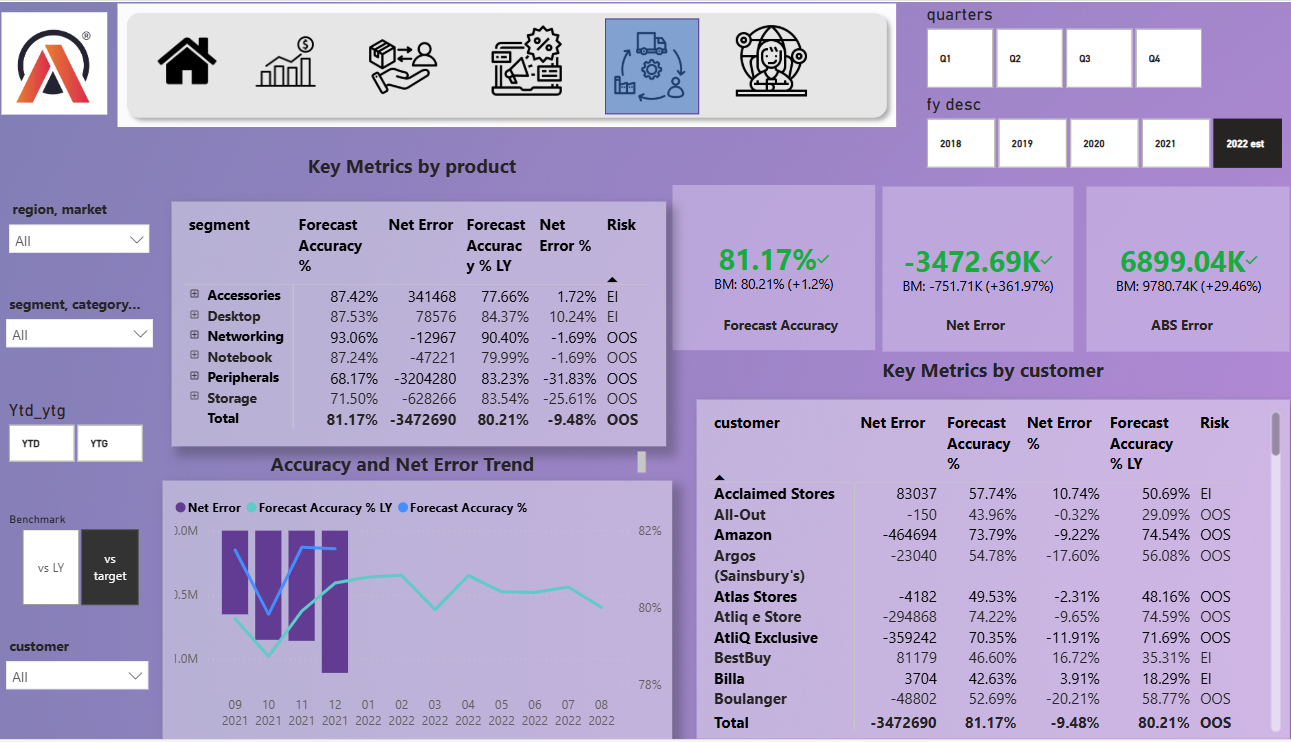 ®
quarters
Q1 Q2 Q3 Q4
fy desc
2018 2019 2020 2021 2022 est
Key Metrics by product
region, market
All
segment, category...
All
Ytd_ytg
YTD YTG
Benchmark
vs LY vs target
customer
All
segment Forecast Accuracy % Net Error Forecast Accurac y % LY Net Error % Risk
Accessories 87.42% 341468 77.66% 1.72% EI
Desktop 87.53% 78576 84.37% 10.24% EI
Networking 93.06% -12967 90.40% -1.69% OOS
Notebook 87.24% -47221 79.99% -1.69% OOS
Peripherals 68.17% -3204280 83.23% -31.83% OOS
Storage 71.50% -628266 83.54% -25.61% OOS
Total 81.17% -3472690 80.21% -9.48% OOS
81.17%
BM: 80.21% (+1.2%)
Forecast Accuracy
-3472.69K
BM: -751.71K (+361.97%)
Net Error
6899.04K
BM: 9780.74K (+29.46%)
ABS Error
Accuracy and Net Error Trend
Net Error Forecast Accuracy % LY Forecast Accuracy %
0.0M 82%
0.5M 80%
1.0M
78%
09 10 11 12 01 02 03 04 05 06 07 08
2021 2021 2021 2021 2022 2022 2022 2022 2022 2022 2022 2022
Key Metrics by customer
customer Net Error Forecast Accuracy % Net Error % Forecast Accuracy % LY Risk
Acclaimed Stores 83037 57.74% 10.74% 50.69% EI
All-Out -150 43.96% -0.32% 29.09% OOS
Amazon -464694 73.79% -9.22% 74.54% OOS
Argos (Sainsbury's) -23040 54.78% -17.60% 56.08% OOS
Atlas Stores -4182 49.53% -2.31% 48.16% OOS
Atliq e Store -294868 74.22% -9.65% 74.59% OOS
AtliQ Exclusive -359242 70.35% -11.91% 71.69% OOS
BestBuy 81179 46.60% 16.72% 35.31% EI
Billa 3704 42.63% 3.91% 18.29% EI
Boulanger -48802 52.69% -20.21% 58.77% OOS
Total -3472690 81.17% -9.48% 80.21% OOS